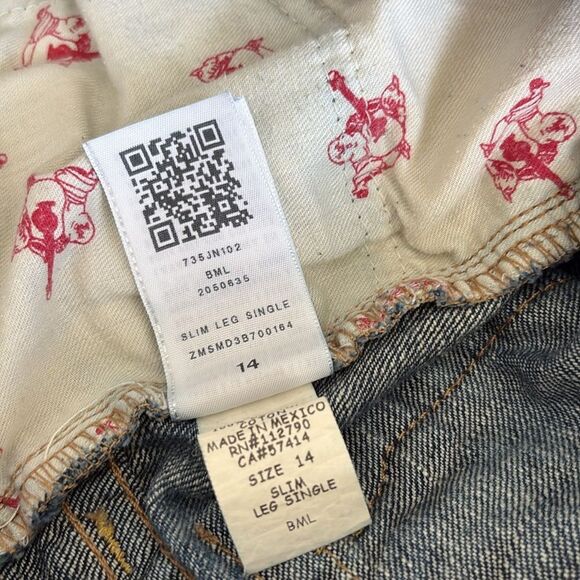 735JN102
BML
2050635
SLIM LEG SINGLE
ZMSMD3B700164
14
MADE IN MEXICO
RN#112790
CA#57414
SIZE 14
SLIM
LEG SINGLE
BML